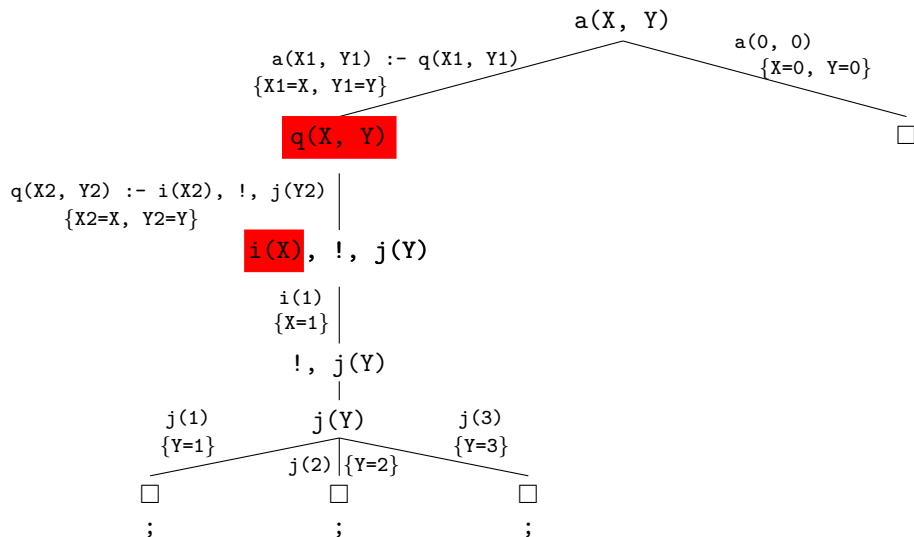 a(X, Y)
a(X1, Y1) :- q(X1, Y1)
{X1=X, Y1=Y}
a(0, 0)
{X=0, Y=0}
q(X, Y)
□
q(X2, Y2) :- i(X2), !, j(Y2)
{X2=X, Y2=Y}
i(X), !, j(Y)
i(1)
{X=1}
!, j(Y)
j(Y)
j(1)
{Y=1}
j(2) {Y=2}
j(3)
{Y=3}
□ □ □
; ; ;